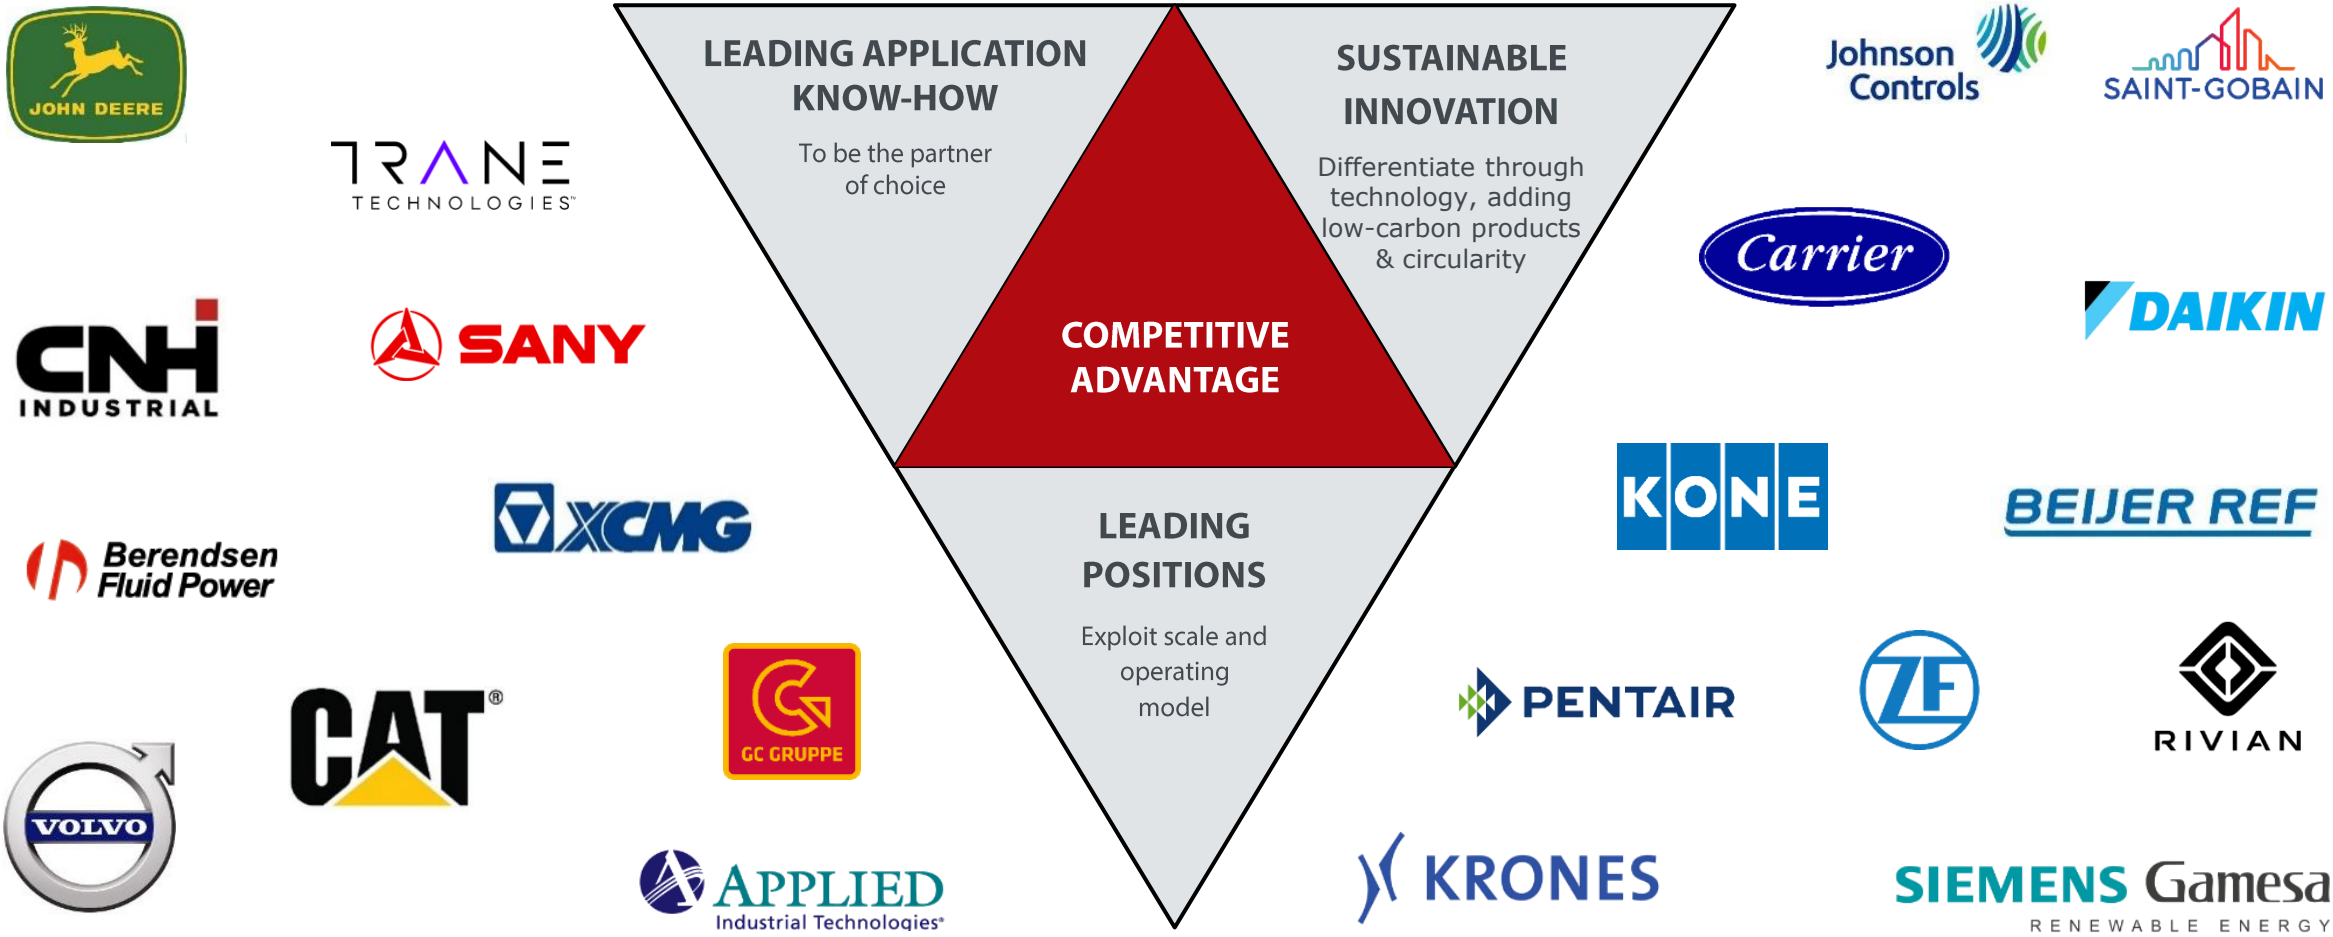 JOHN DEERE
TRANE
TECHNOLOGIES™
CNH
INDUSTRIAL
SANY
XCMG
Berendsen
Fluid Power
CAT®
GC GRUPPE
VOLVO
APPLIED
Industrial Technologies®
LEADING APPLICATION
KNOW-HOW
To be the partner
of choice
SUSTAINABLE
INNOVATION
Differentiate through
technology, adding
low-carbon products
& circularity
COMPETITIVE
ADVANTAGE
LEADING
POSITIONS
Exploit scale and
operating
model
Johnson
Controls
SAINT-GOBAIN
Carrier
DAIKIN
KONE
BEIJER REF
PENTAIR
ZF
RIVIAN
KRONES
SIEMENS Gamesa
RENEWABLE ENERGY